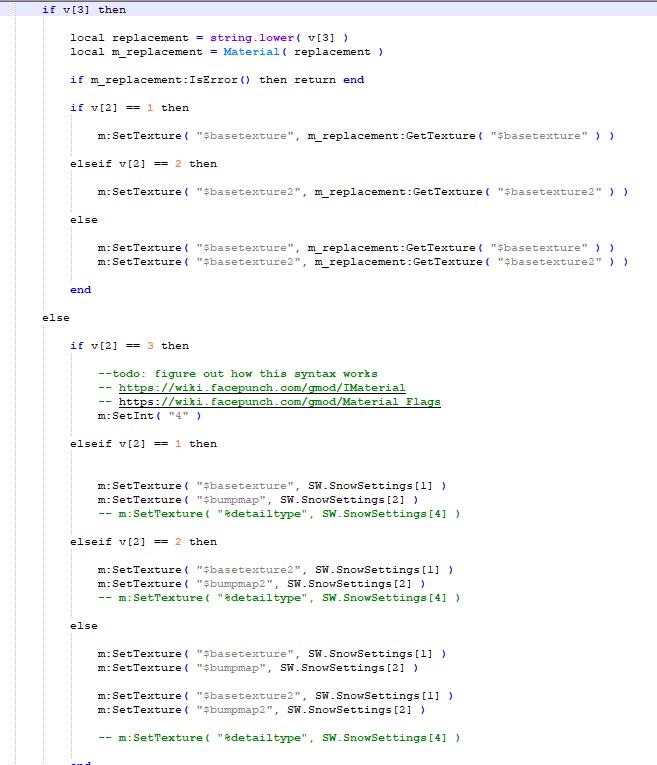 if v[3] then
local replacement = string.lower( v[3] )
local m_replacement = Material( replacement )
if m_replacement:IsError() then return end
if v[2] == 1 then
m:SetTexture( "$basetexture", m_replacement:GetTexture( "$basetexture" ) )
elseif v[2] == 2 then
m:SetTexture( "$basetexture2", m_replacement:GetTexture( "$basetexture2" ) )
else
m:SetTexture( "$basetexture", m_replacement:GetTexture( "$basetexture" ) )
m:SetTexture( "$basetexture2", m_replacement:GetTexture( "$basetexture2" ) )
end
else
if v[2] == 3 then
--todo: figure out how this syntax works
-- https://wiki.facepunch.com/gmod/IMaterial
-- https://wiki.facepunch.com/gmod/Material_Flags
m:SetInt( "4" )
elseif v[2] == 1 then
m:SetTexture( "$basetexture", SW.SnowSettings[1] )
m:SetTexture( "$bumpmap", SW.SnowSettings[2] )
-- m:SetTexture( "%detailtype", SW.SnowSettings[4] )
elseif v[2] == 2 then
m:SetTexture( "$basetexture2", SW.SnowSettings[1] )
m:SetTexture( "$bumpmap2", SW.SnowSettings[2] )
-- m:SetTexture( "%detailtype", SW.SnowSettings[4] )
else
m:SetTexture( "$basetexture", SW.SnowSettings[1] )
m:SetTexture( "$bumpmap", SW.SnowSettings[2] )
m:SetTexture( "$basetexture2", SW.SnowSettings[1] )
m:SetTexture( "$bumpmap2", SW.SnowSettings[2] )
-- m:SetTexture( "%detailtype", SW.SnowSettings[4] )